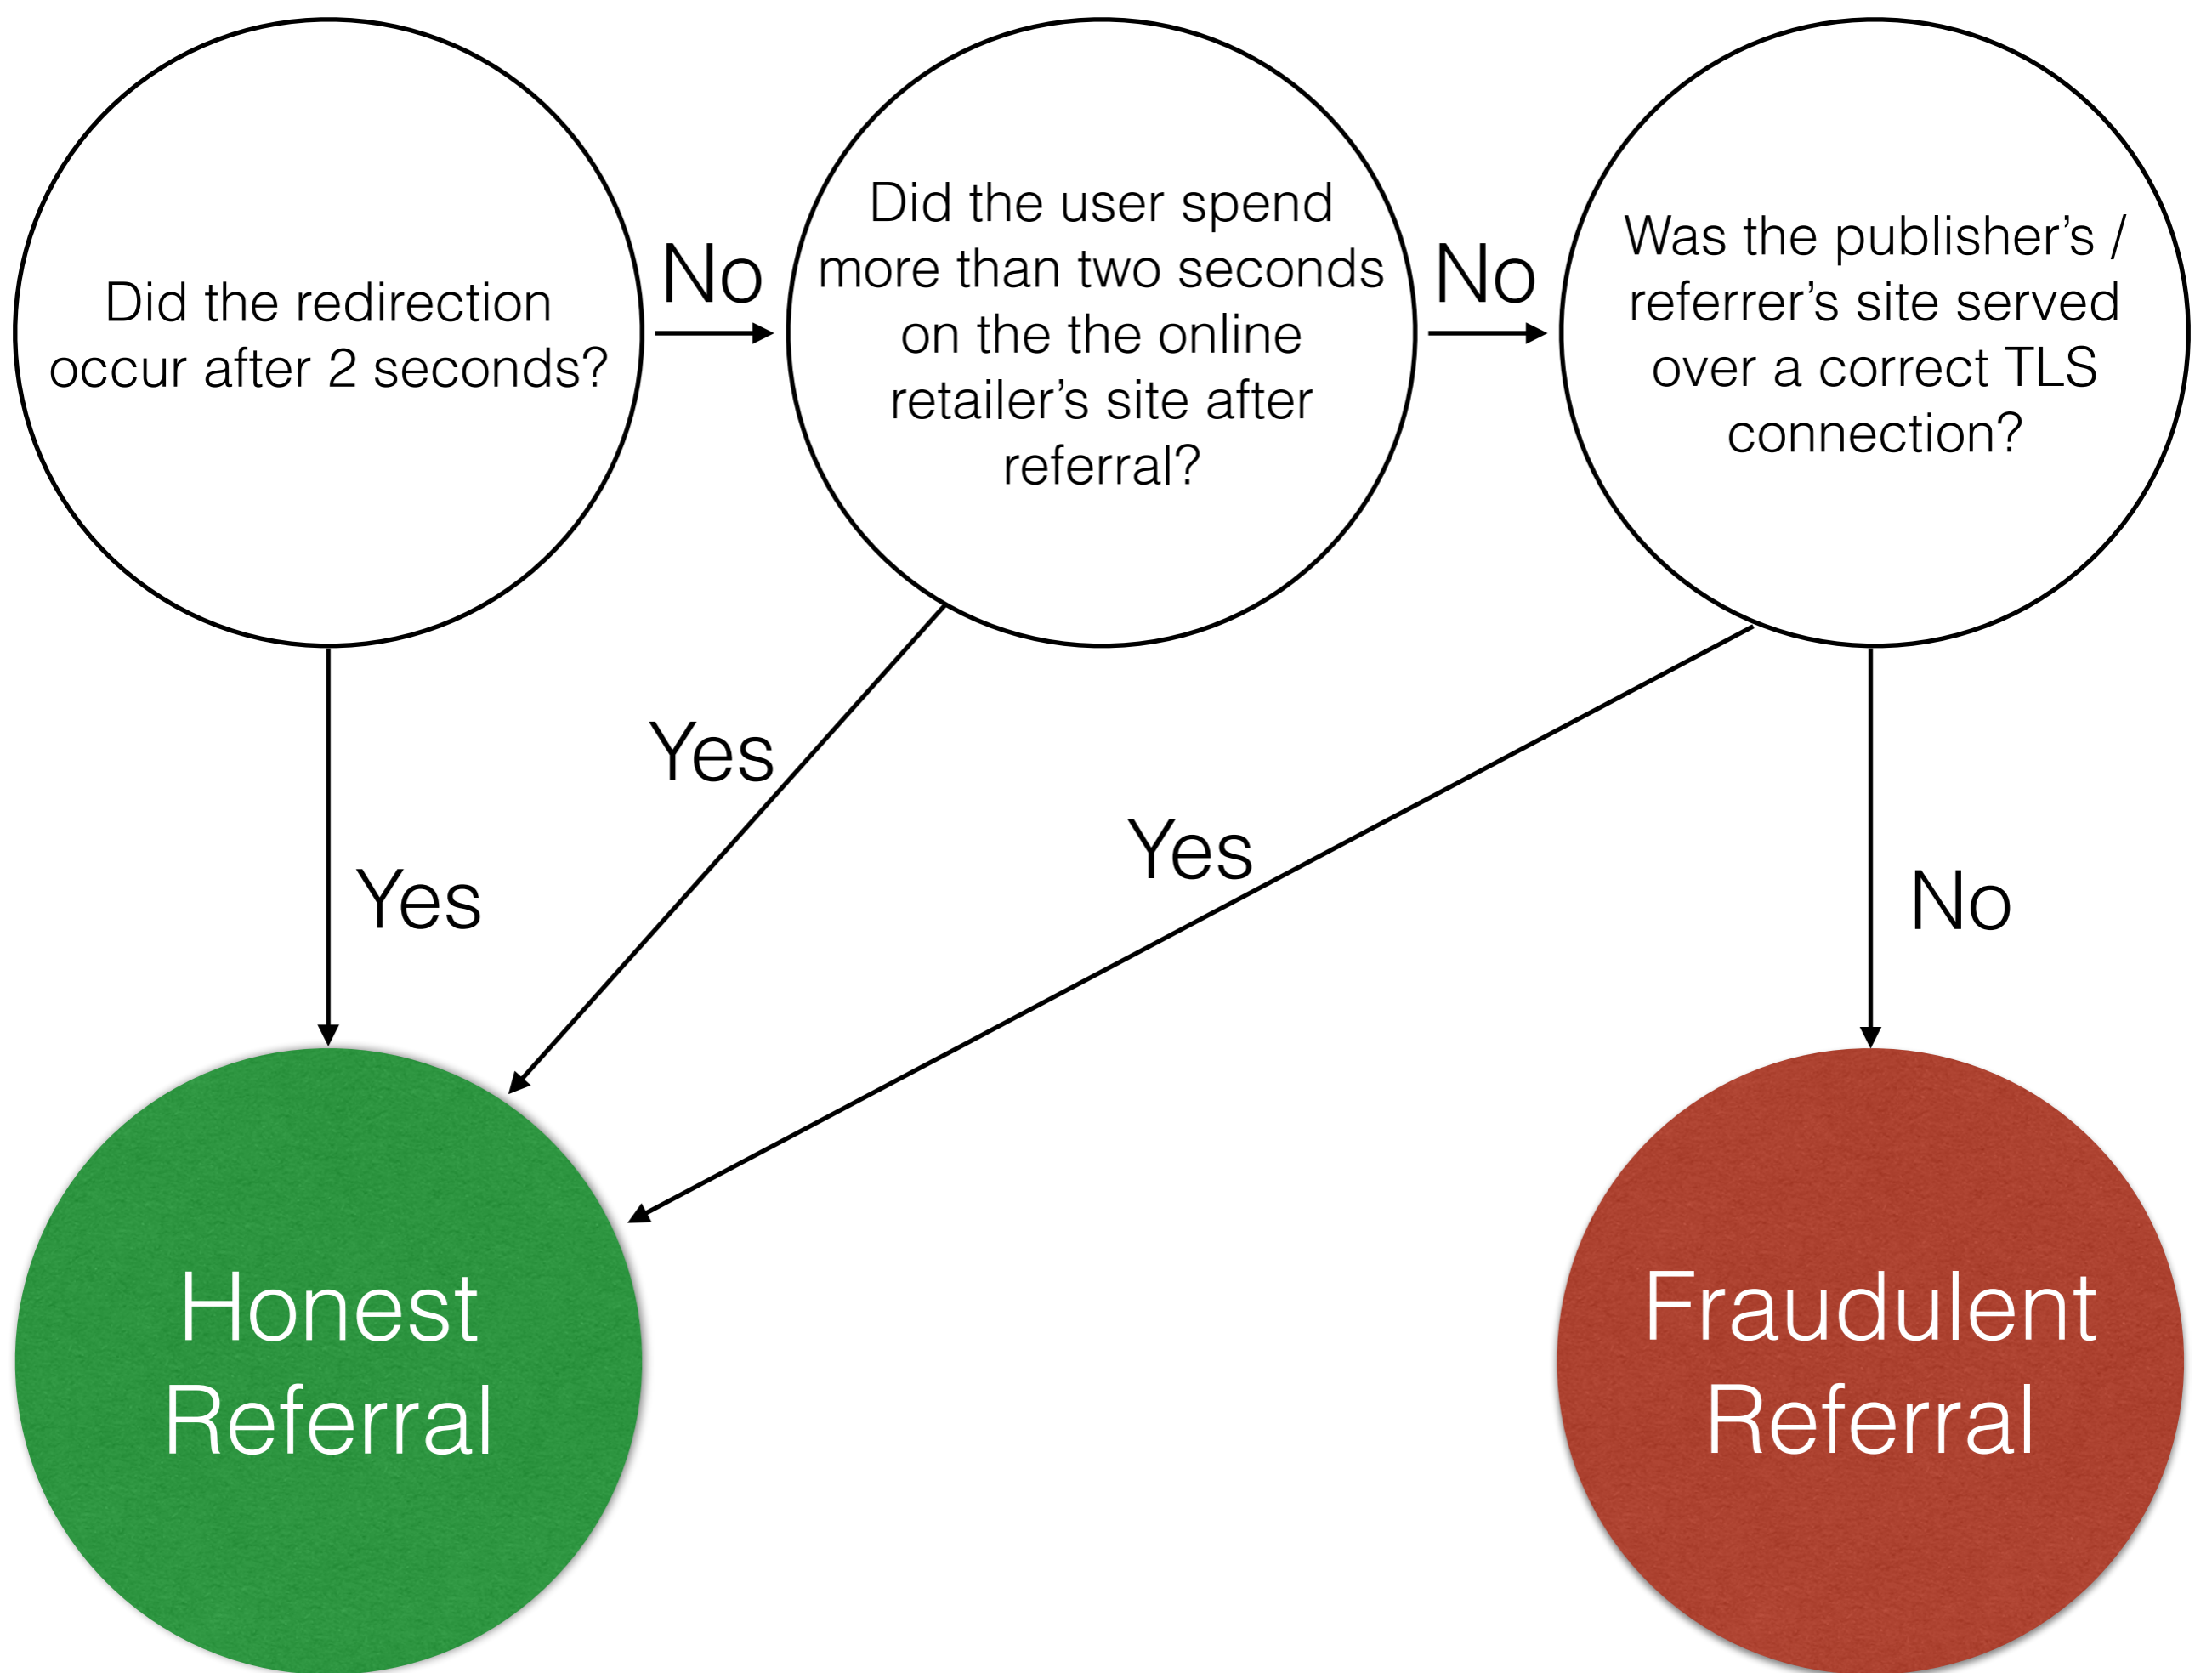 Did the redirection
occur after 2 seconds?
No
Did the user spend
more than two seconds
on the the online
retailer's site after
referral?
No
Was the publisher's /
referrer's site served
over a correct TLS
connection?
Yes
Yes
Yes
No
Honest
Referral
Fraudulent
Referral